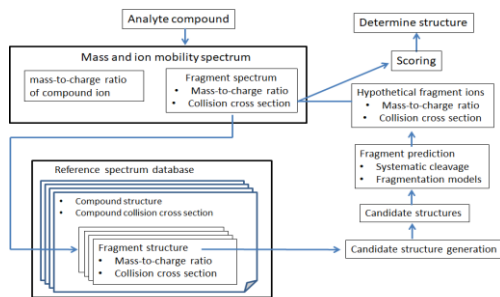 Analyte compound
Mass and ion mobility spectrum
mass-to-charge ratio
of compound ion
Fragment spectrum
• Mass-to-charge ratio
• Collision cross section
Reference spectrum database
• Compound structure
• Compound collision cross section
Fragment structure
• Mass-to-charge ratio
• Collision cross section
Determine structure
Scoring
Hypothetical fragment ions
• Mass-to-charge ratio
• Collision cross section
Fragment prediction
• Systematic cleavage
• Fragmentation models
Candidate structures
Candidate structure generation